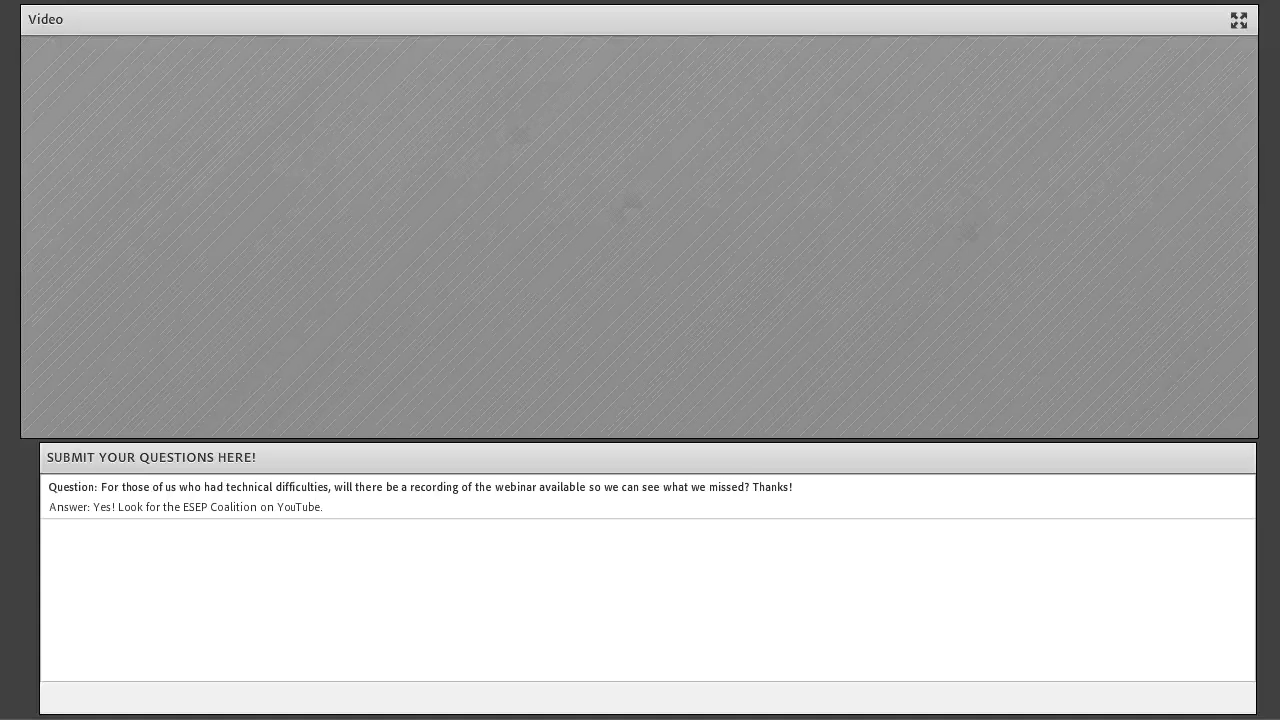 Video
SUBMIT YOUR QUESTIONS HERE!
Question: For those of us who had technical difficulties, will there be a recording of the webinar available so we can see what we missed? Thanks!
Answer: Yes! Look for the ESEP Coalition on YouTube.